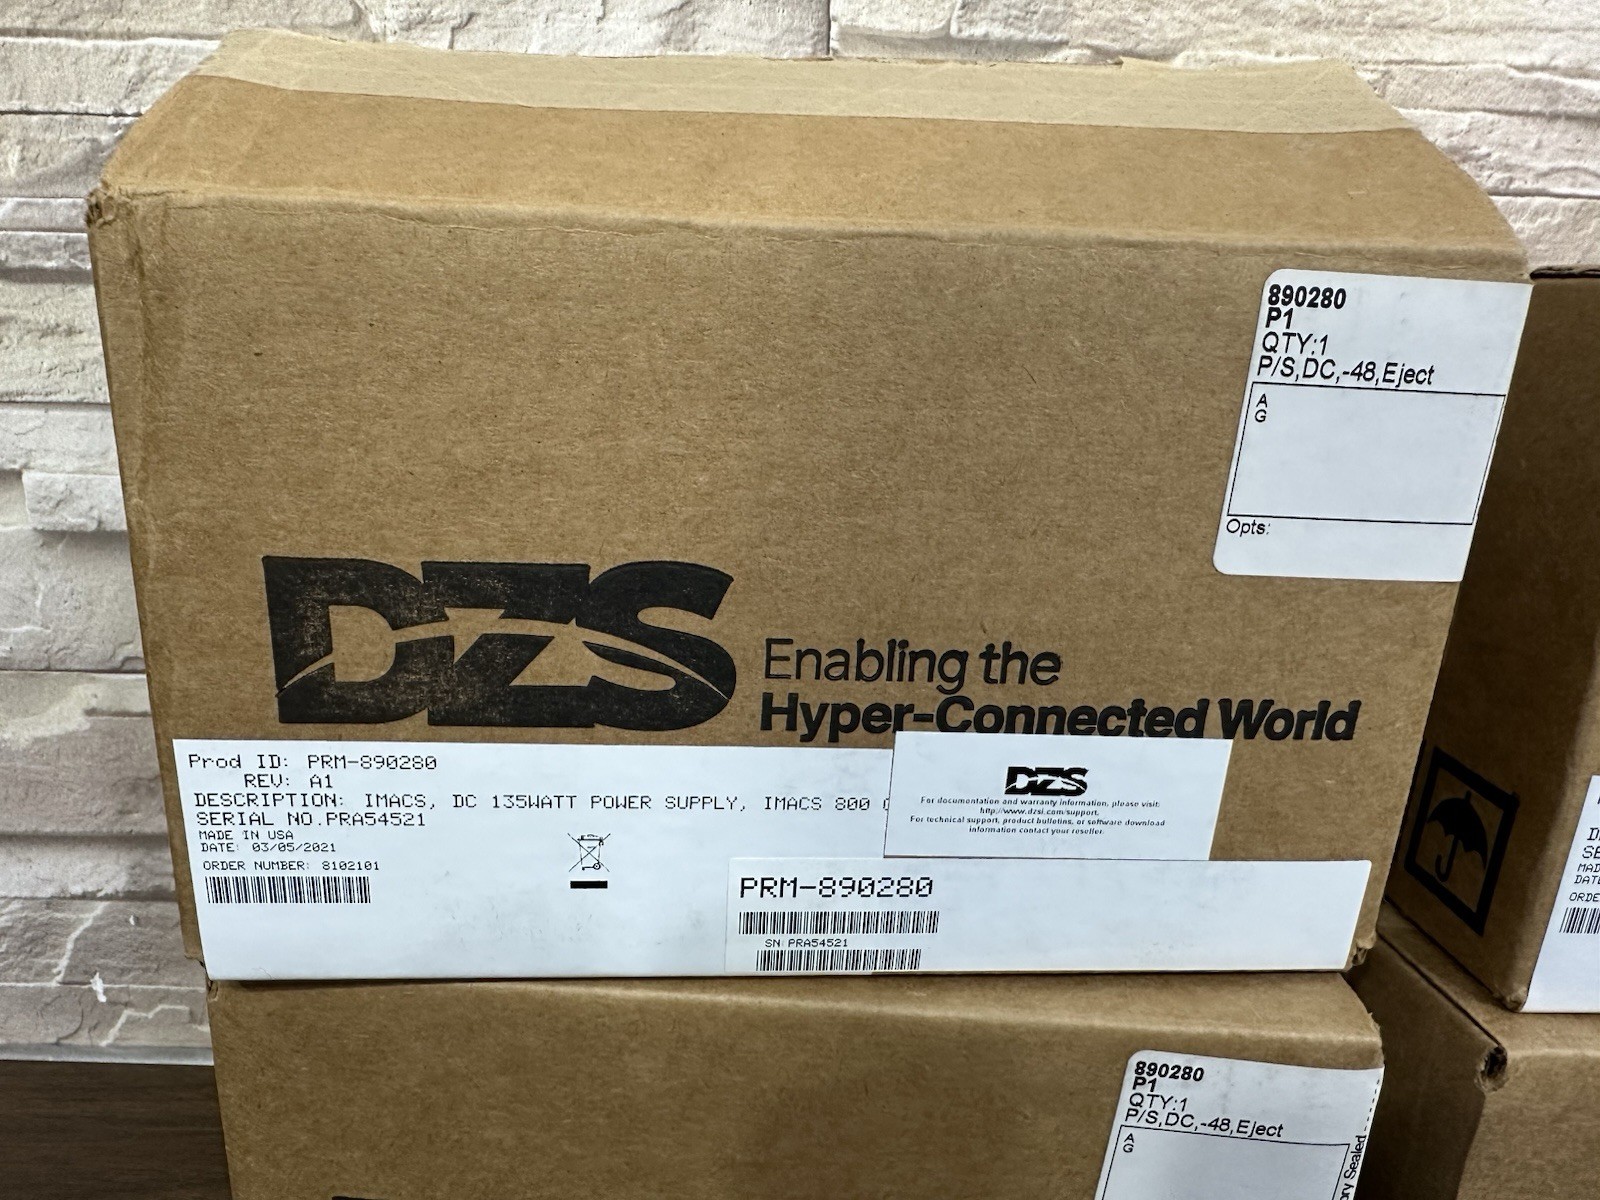 890280
P1
QTY:1
P/S,DC,-48,Eject
A
G
Opts:
DZS
Enabling the
Hyper-Connected World
Prod ID: PRM-890280
REV: A1
DESCRIPTION: IMACS, DC 135WATT POWER SUPPLY, IMACS 800
SERIAL NO.PRA54521
MADE IN USA
DATE: 03/05/2021
ORDER NUMBER: 8102101
DZS
For documentation and warranty information, please visit:
http://www.dzsi.com/support.
For technical support, product bulletins, or software download
information contact your reseller.
PRM-890280
SN: PRA54521
890280
P1
QTY:1
P/S,DC,-48,Eject
A
G
Sealed
MAD
DAT
ORDE